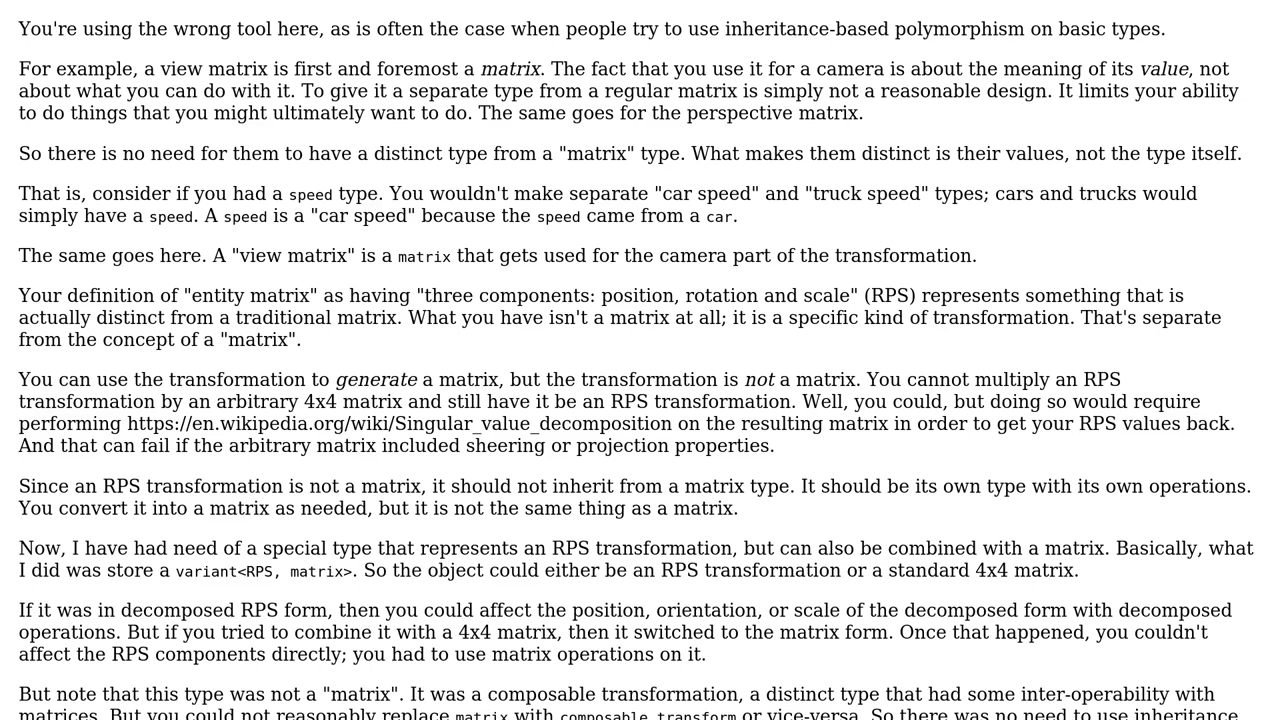 You're using the wrong tool here, as is often the case when people try to use inheritance-based polymorphism on basic types.
For example, a view matrix is first and foremost a matrix. The fact that you use it for a camera is about the meaning of its value, not
about what you can do with it. To give it a separate type from a regular matrix is simply not a reasonable design. It limits your ability
to do things that you might ultimately want to do. The same goes for the perspective matrix.
So there is no need for them to have a distinct type from a "matrix" type. What makes them distinct is their values, not the type itself.
That is, consider if you had a speed type. You wouldn't make separate "car speed" and "truck speed" types; cars and trucks would
simply have a speed. A speed is a "car speed" because the speed came from a car.
The same goes here. A "view matrix" is a matrix that gets used for the camera part of the transformation.
Your definition of "entity matrix" as having "three components: position, rotation and scale" (RPS) represents something that is
actually distinct from a traditional matrix. What you have isn't a matrix at all; it is a specific kind of transformation. That's separate
from the concept of a "matrix".
You can use the transformation to generate a matrix, but the transformation is not a matrix. You cannot multiply an RPS
transformation by an arbitrary 4x4 matrix and still have it be an RPS transformation. Well, you could, but doing so would require
performing https://en.wikipedia.org/wiki/Singular_value_decomposition on the resulting matrix in order to get your RPS values back.
And that can fail if the arbitrary matrix included sheering or projection properties.
Since an RPS transformation is not a matrix, it should not inherit from a matrix type. It should be its own type with its own operations.
You convert it into a matrix as needed, but it is not the same thing as a matrix.
Now, I have had need of a special type that represents an RPS transformation, but can also be combined with a matrix. Basically, what
I did was store a variant<RPS, matrix>. So the object could either be an RPS transformation or a standard 4x4 matrix.
If it was in decomposed RPS form, then you could affect the position, orientation, or scale of the decomposed form with decomposed
operations. But if you tried to combine it with a 4x4 matrix, then it switched to the matrix form. Once that happened, you couldn't
affect the RPS components directly; you had to use matrix operations on it.
But note that this type was not a "matrix". It was a composable transformation, a distinct type that had some inter-operability with
matrices. But you could not reasonably replace matrix with composable_transform or vice-versa. So there was no need to use inheritance